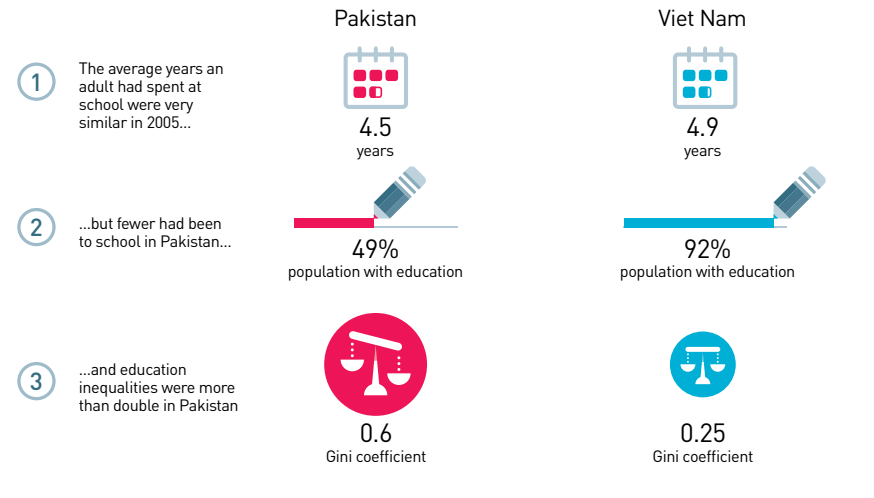 Pakistan
Viet Nam
1
The average years an
adult had spent at
school were very
similar in 2005...
4.5
years
4.9
years
2
...but fewer had been
to school in Pakistan...
49%
population with education
92%
population with education
3
...and education
inequalities were more
than double in Pakistan
0.6
Gini coefficient
0.25
Gini coefficient